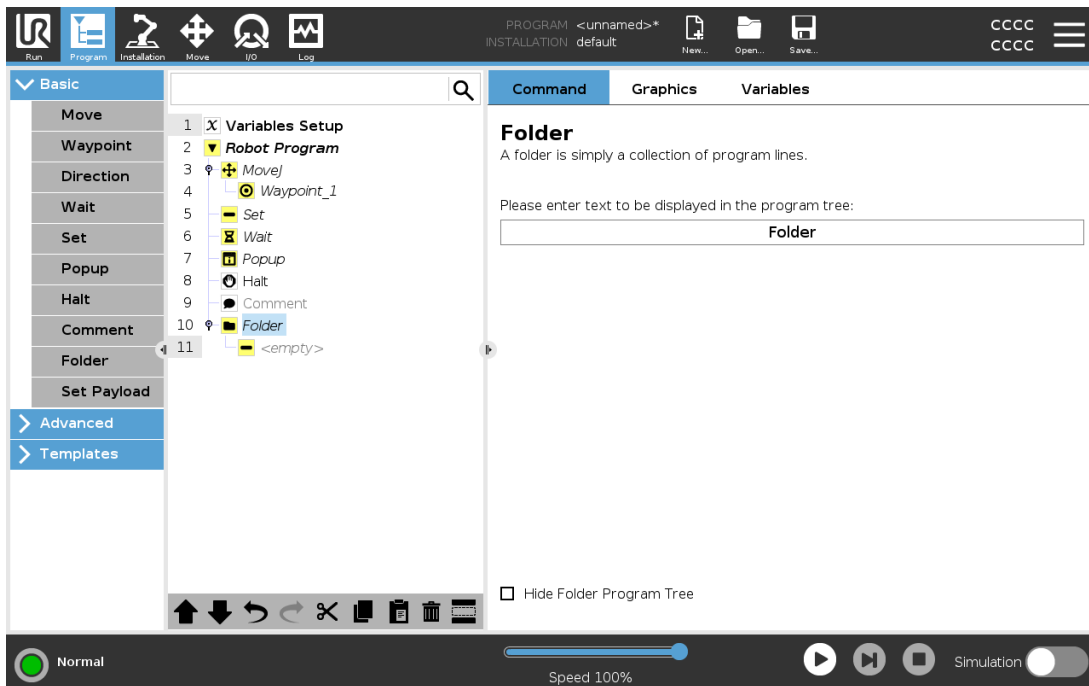 PROGRAM <unnamed>*
INSTALLATION default
CCCC
CCCC
UR
Run
Program
Installation
Move
I/O
Log
New...
Open...
Save...
Basic
Move
Waypoint
Direction
Wait
Set
Popup
Halt
Comment
Folder
Set Payload
Advanced
Templates
1 X Variables Setup
2 Robot Program
3 MoveJ
4 Waypoint_1
5 Set
6 Wait
7 Popup
8 Halt
9 Comment
10 Folder
11 <empty>
Command Graphics Variables
Folder
A folder is simply a collection of program lines.
Please enter text to be displayed in the program tree:
Folder
Hide Folder Program Tree
Normal
Speed 100%
Simulation